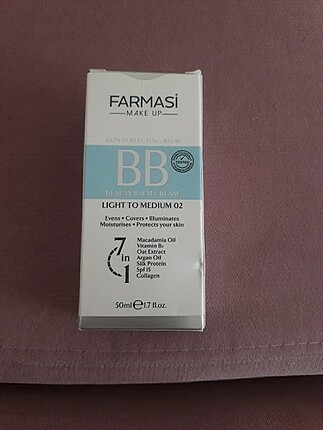 FARMASi
MAKE UP
SKIN PERFECTING BALM
BB
BEAUTY BALM CREAM
LIGHT TO MEDIUM 02
Evens • Covers • Illuminates
Moisturises • Protects your skin
7 in 1
Macadamia Oil
Vitamin B5
Oat Extract
Argan Oil
Silk Protein
Spf 15
Collagen
50ml e 1.7 fl.oz.